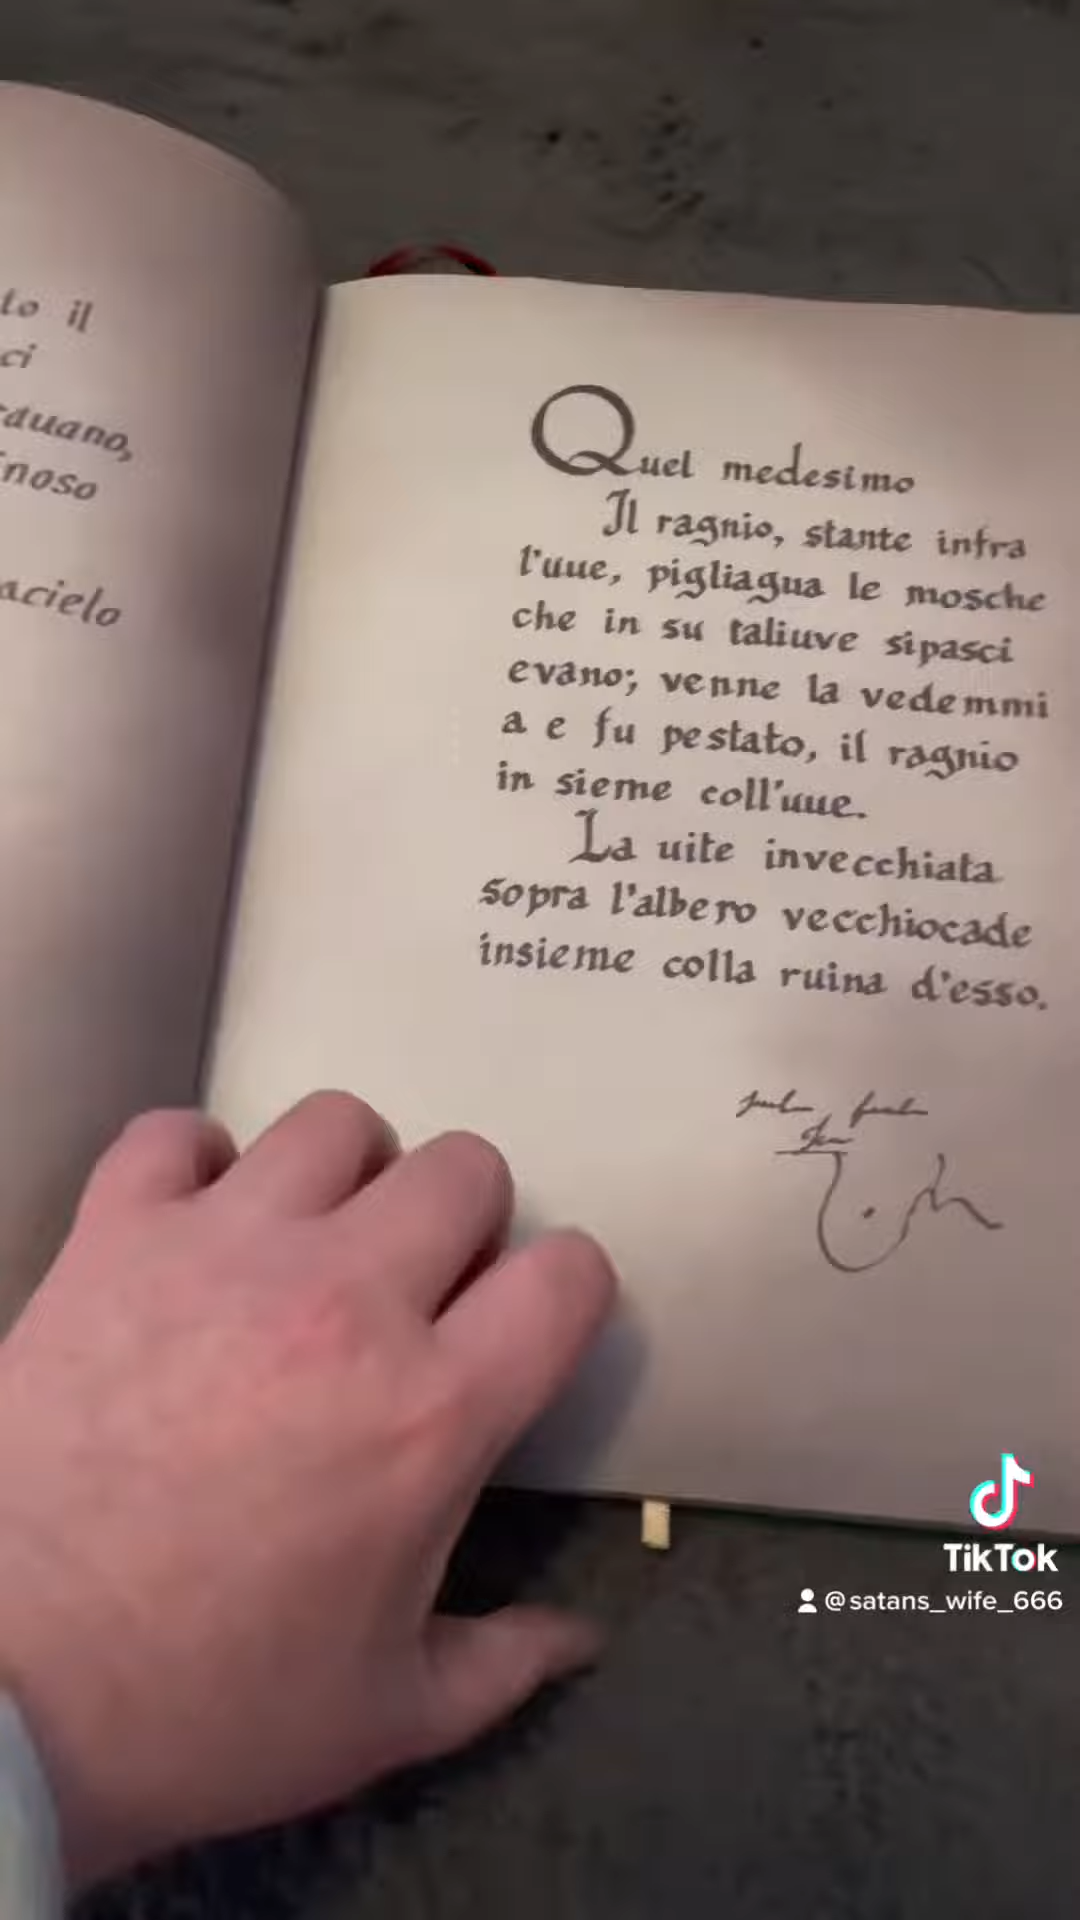 lo il
ci
duano,
noso
acielo
Quel medesimo
Il ragnio, stante infra
l'uue, pigliagua le mosche
che in su taliuve sipasci
evano; venne la vedemmi
a e fu pestato, il ragnio
in sieme coll'uue.
La uite invecchiata
sopra l'albero vecchiocade
insieme colla ruina d'esso.
TikTok
@satans_wife_666